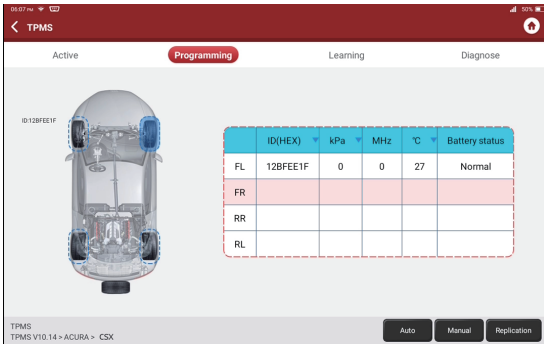 06:07 PM
50%
TPMS
Active Programming Learning Diagnose
ID:12BFEE1F
ID(HEX) kPa MHz °C Battery status
FL 12BFEE1F 0 0 27 Normal
FR
RR
RL
TPMS
TPMS V10.14 > ACURA > CSX
Auto Manual Replication